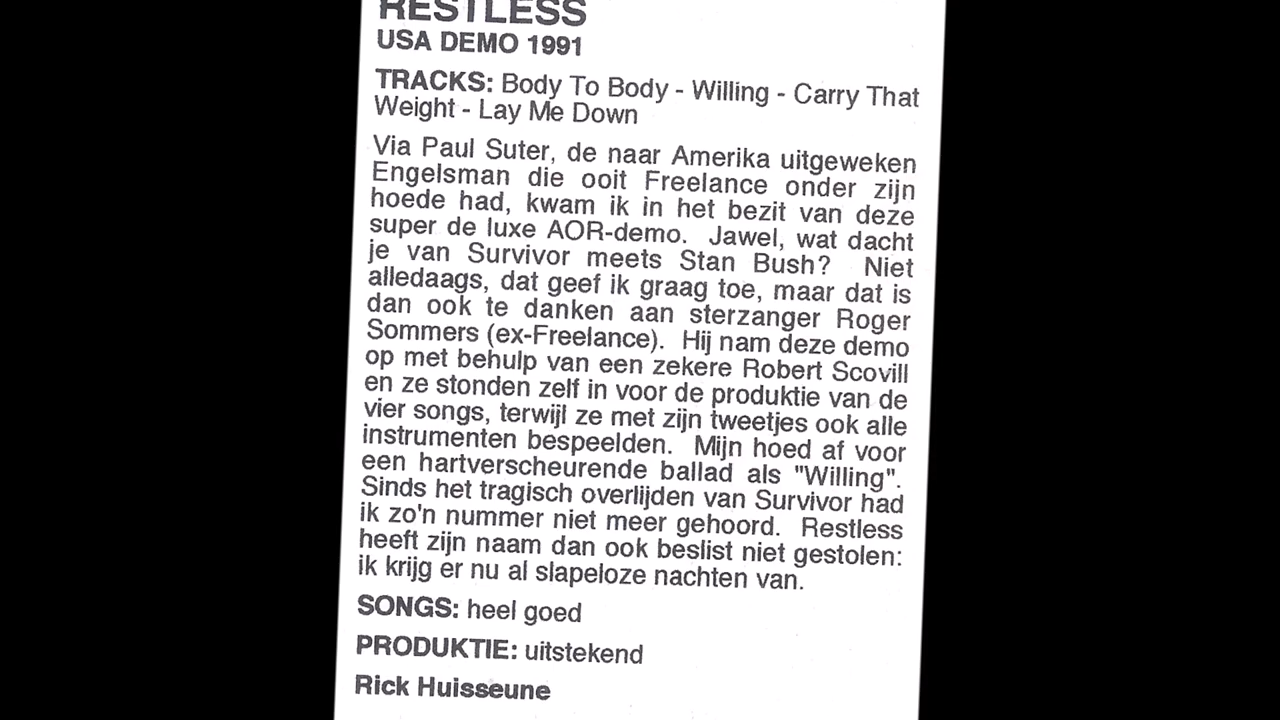 RESTLESS
USA DEMO 1991
TRACKS: Body To Body - Willing - Carry That
Weight - Lay Me Down
Via Paul Suter, de naar Amerika uitgeweken
Engelsman die ooit Freelance onder zijn
hoede had, kwam ik in het bezit van deze
super de luxe AOR-demo. Jawel, wat dacht
je van Survivor meets Stan Bush? Niet
alledaags, dat geef ik graag toe, maar dat is
dan ook te danken aan sterzanger Roger
Sommers (ex-Freelance). Hij nam deze demo
op met behulp van een zekere Robert Scovill
en ze stonden zelf in voor de produktie van de
vier songs, terwijl ze met zijn tweetjes ook alle
instrumenten bespeelden. Mijn hoed af voor
een hartverscheurende ballad als "Willing".
Sinds het tragisch overlijden van Survivor had
ik zo'n nummer niet meer gehoord. Restless
heeft zijn naam dan ook beslist niet gestolen:
ik krijg er nu al slapeloze nachten van.
SONGS: heel goed
PRODUKTIE: uitstekend
Rick Huisseune